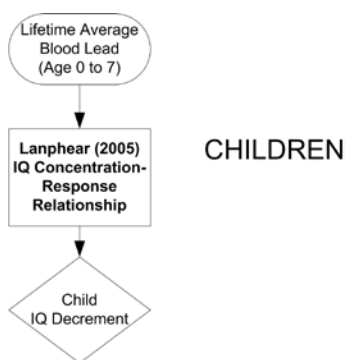 Lifetime Average
Blood Lead
(Age 0 to 7)
Lanphear (2005)
IQ Concentration-
Response
Relationship
CHILDREN
Child
IQ Decrement